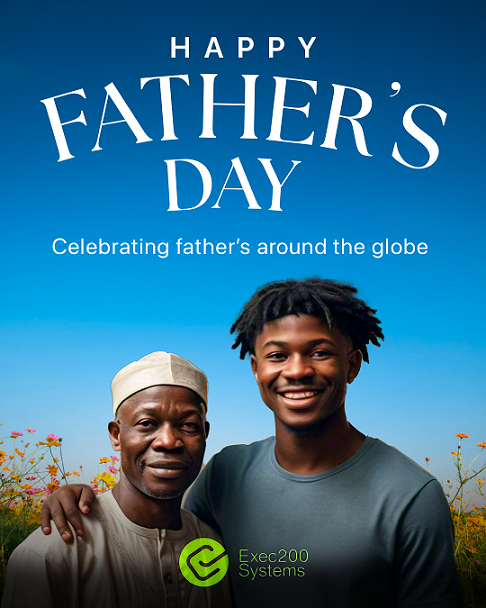 HAPPY
FATHER'S
DAY
Celebrating father's around the globe
Exec200
Systems